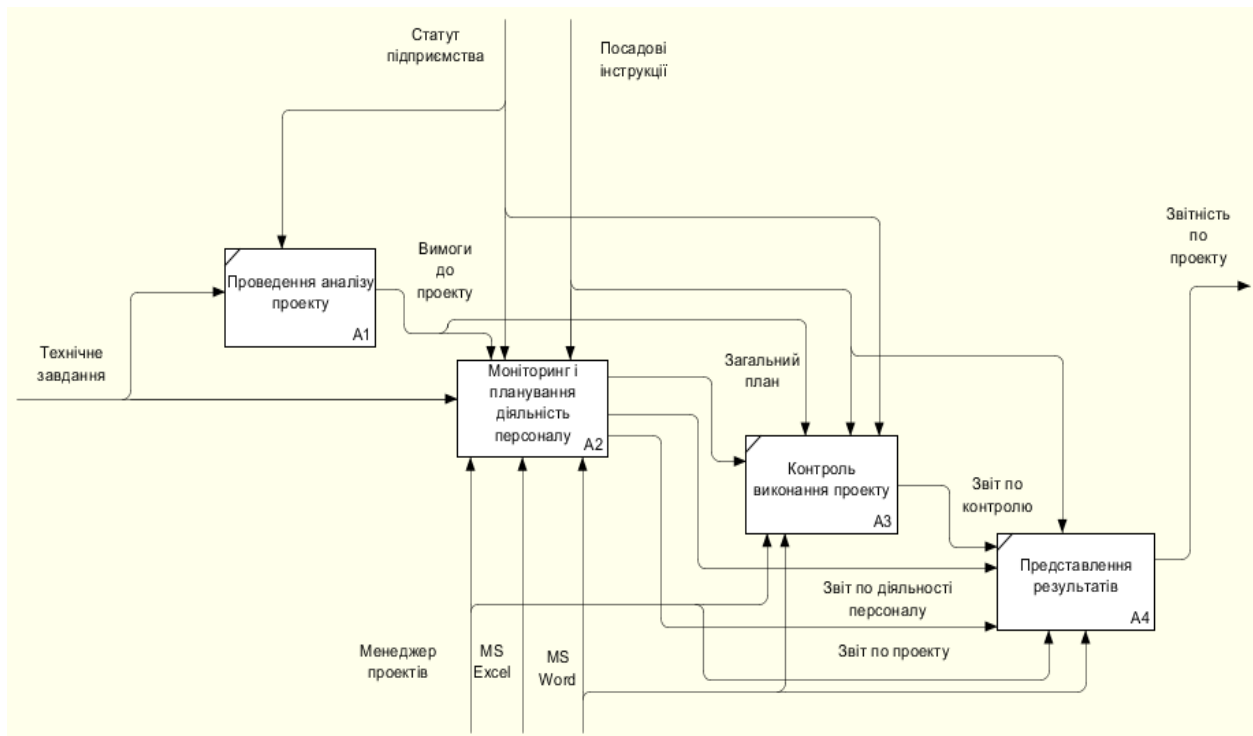 Статут
підприємства
Посадові
інструкції
Звітність
по
проекту
Вимоги
до
проекту
Проведення аналізу
проекту
A1
Технічне
завдання
Моніторинг і
планування
діяльність
персоналу
A2
Загальний
план
Контроль
виконання проекту
A3
Звіт по
контролю
Представлення
результатів
A4
Звіт по діяльності
персоналу
Звіт по проекту
Менеджер
проектів
MS
Excel
MS
Word